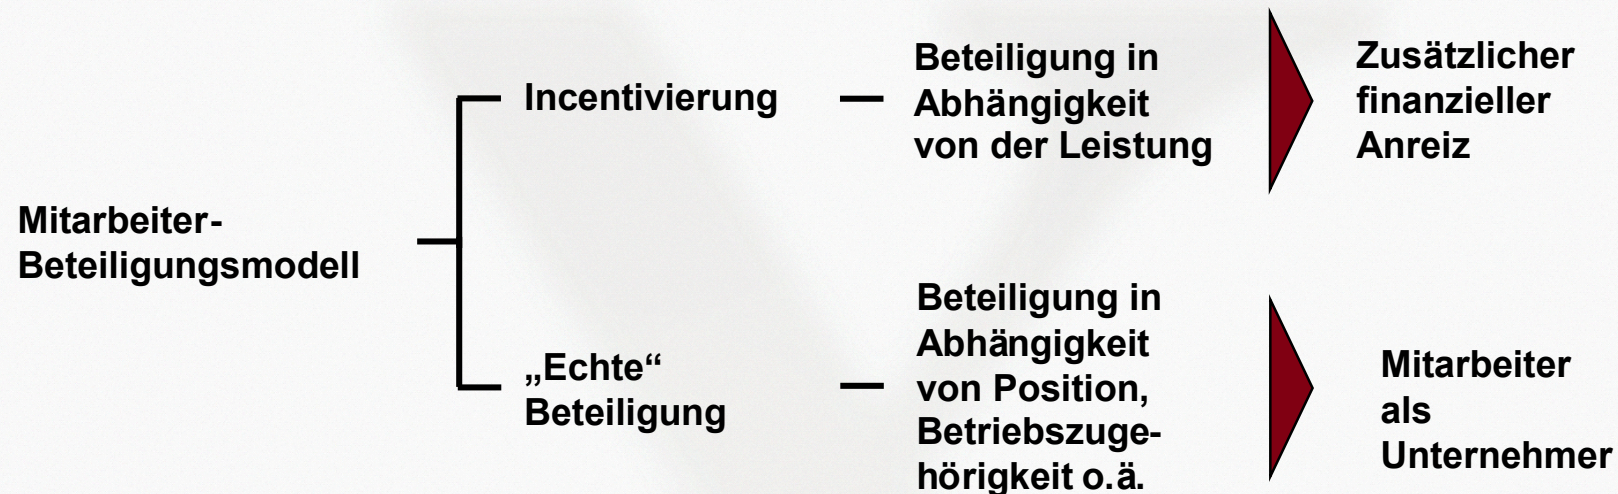 Mitarbeiter-
Beteiligungsmodell
Incentivierung
Beteiligung in
Abhängigkeit
von der Leistung
Zusätzlicher
finanzieller
Anreiz
„Echte“
Beteiligung
Beteiligung in
Abhängigkeit
von Position,
Betriebszuge-
hörigkeit o.ä.
Mitarbeiter
als
Unternehmer